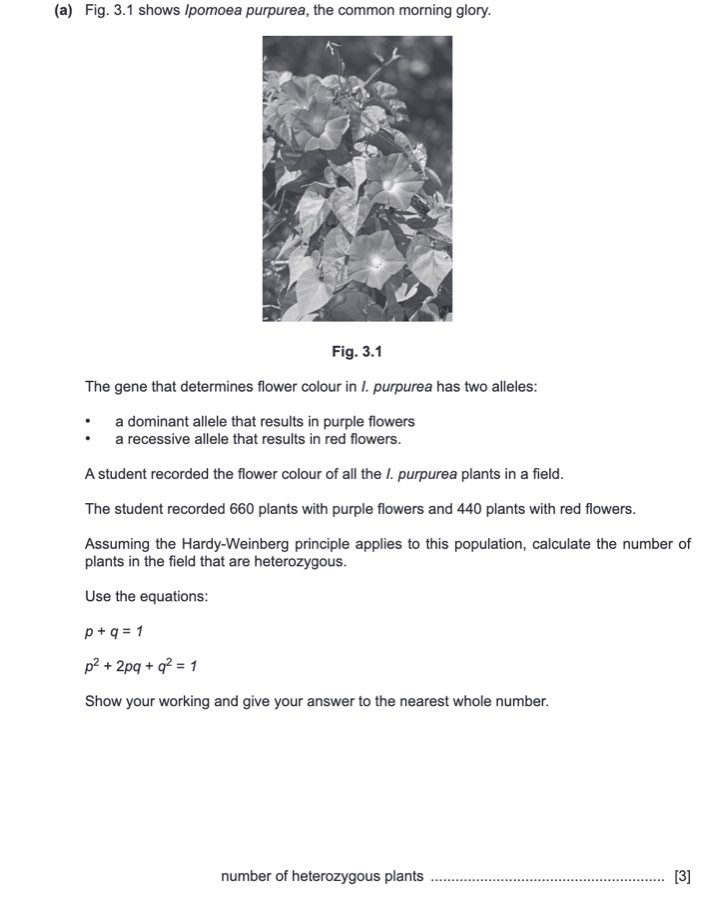 (a) Fig. 3.1 shows Ipomoea purpurea, the common morning glory.
Fig. 3.1
The gene that determines flower colour in I. purpurea has two alleles:
• a dominant allele that results in purple flowers
• a recessive allele that results in red flowers.
A student recorded the flower colour of all the I. purpurea plants in a field.
The student recorded 660 plants with purple flowers and 440 plants with red flowers.
Assuming the Hardy-Weinberg principle applies to this population, calculate the number of
plants in the field that are heterozygous.
Use the equations:
p + q = 1
p² + 2pq + q² = 1
Show your working and give your answer to the nearest whole number.
number of heterozygous plants ......................................................... [3]